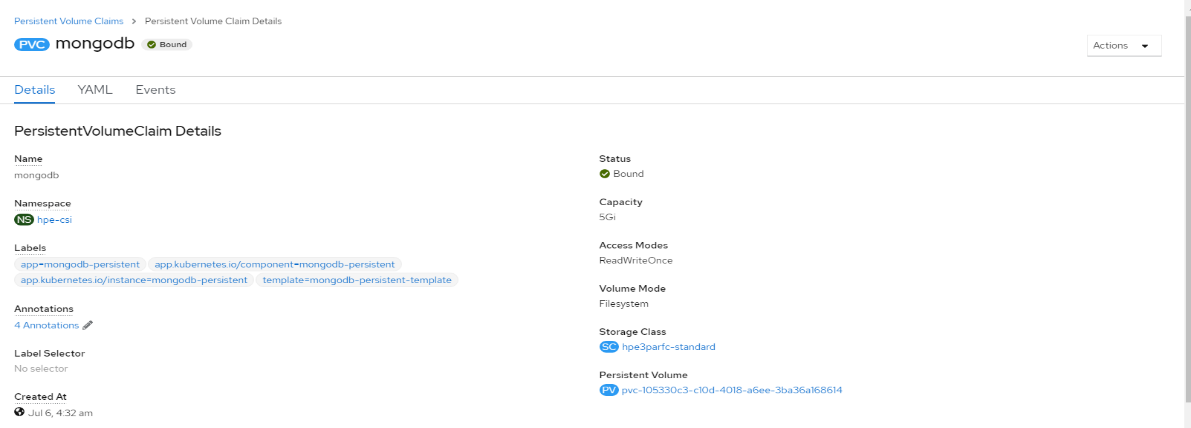 Persistent Volume Claims > Persistent Volume Claim Details
PVC mongodb Bound
Actions
Details YAML Events
PersistentVolumeClaim Details
Name
mongodb
Namespace
NS hpe-csi
Labels
app=mongodb-persistent app.kubernetes.io/component=mongodb-persistent
app.kubernetes.io/instance=mongodb-persistent template=mongodb-persistent-template
Annotations
4 Annotations
Label Selector
No selector
Created At
Jul 6, 4:32 am
Status
Bound
Capacity
5Gi
Access Modes
ReadWriteOnce
Volume Mode
Filesystem
Storage Class
SC hpe3parfc-standard
Persistent Volume
PV pvc-105330c3-c10d-4018-a6ee-3ba36a168614